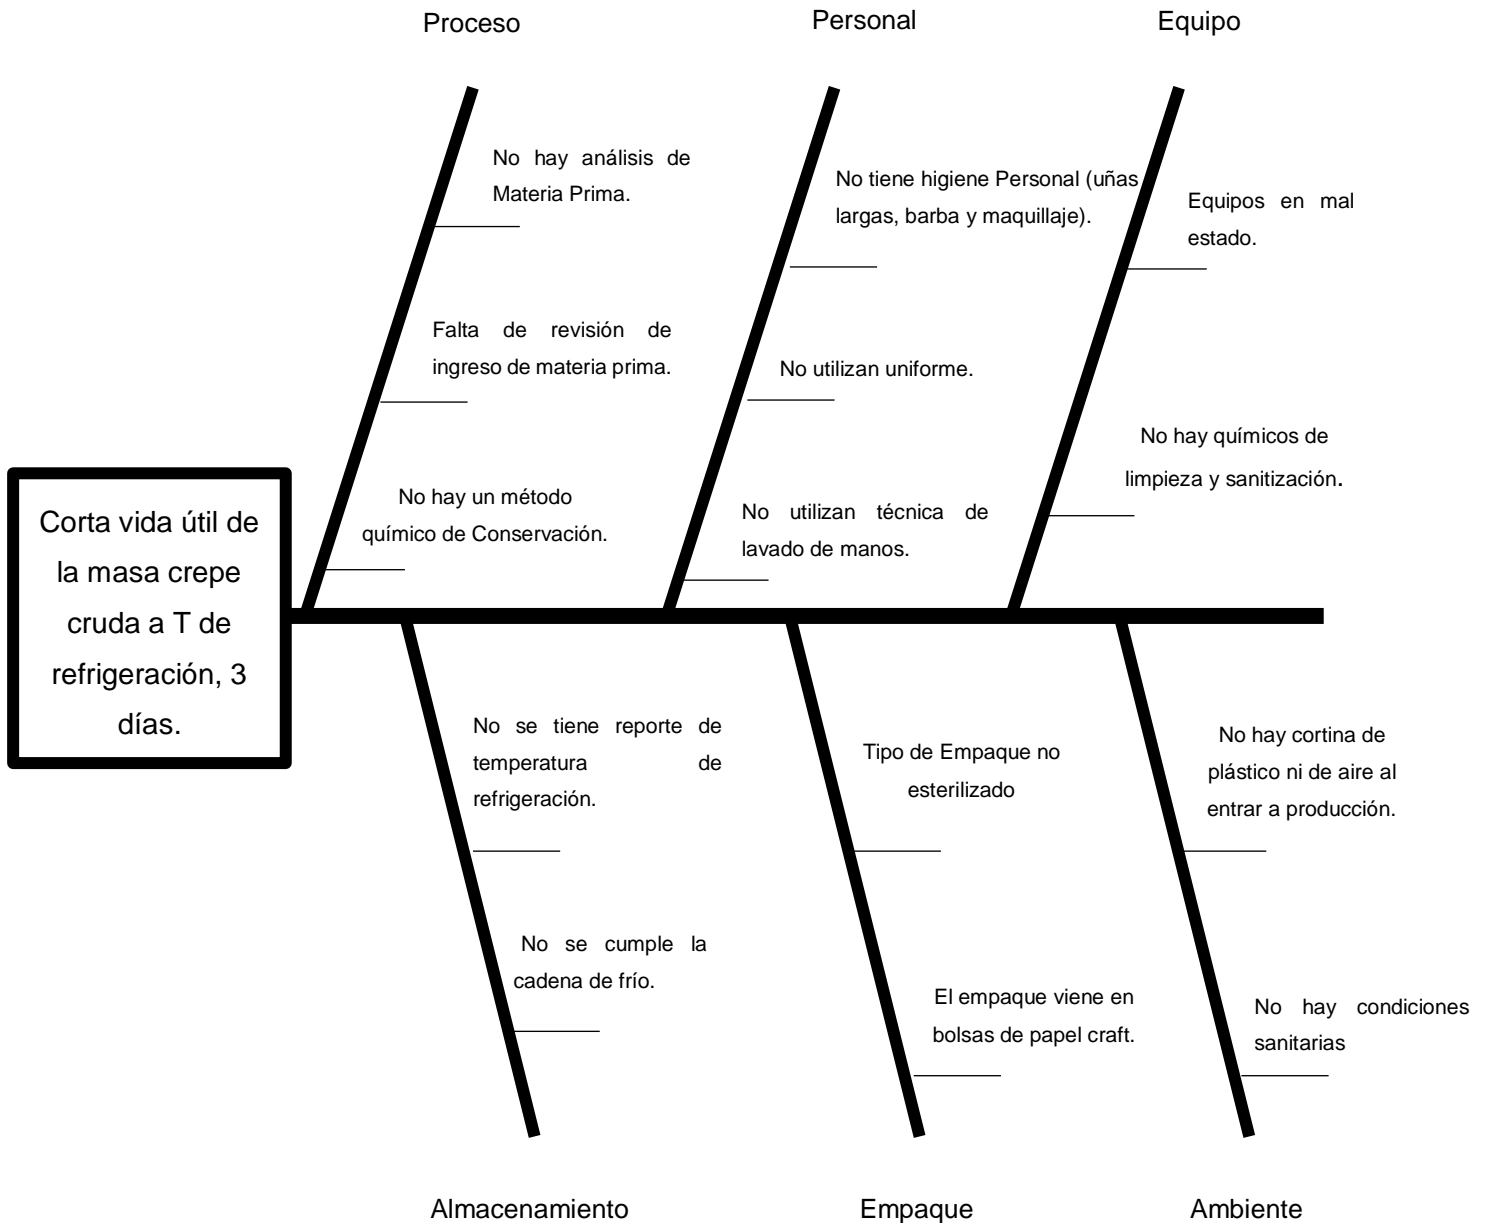 Proceso
Personal
Equipo
No hay análisis de
Materia Prima.
No tiene higiene Personal (uñas
largas, barba y maquillaje).
Equipos en mal
estado.
Falta de revisión de
ingreso de materia prima.
No utilizan uniforme.
No hay químicos de
limpieza y sanitización.
No hay un método
químico de Conservación.
No utilizan técnica de
lavado de manos.
Corta vida útil de
la masa crepe
cruda a T de
refrigeración, 3
días.
No se tiene reporte de
temperatura de
refrigeración.
Tipo de Empaque no
esterilizado
No hay cortina de
plástico ni de aire al
entrar a producción.
No se cumple la
cadena de frío.
El empaque viene en
bolsas de papel craft.
No hay condiciones
sanitarias
Almacenamiento
Empaque
Ambiente